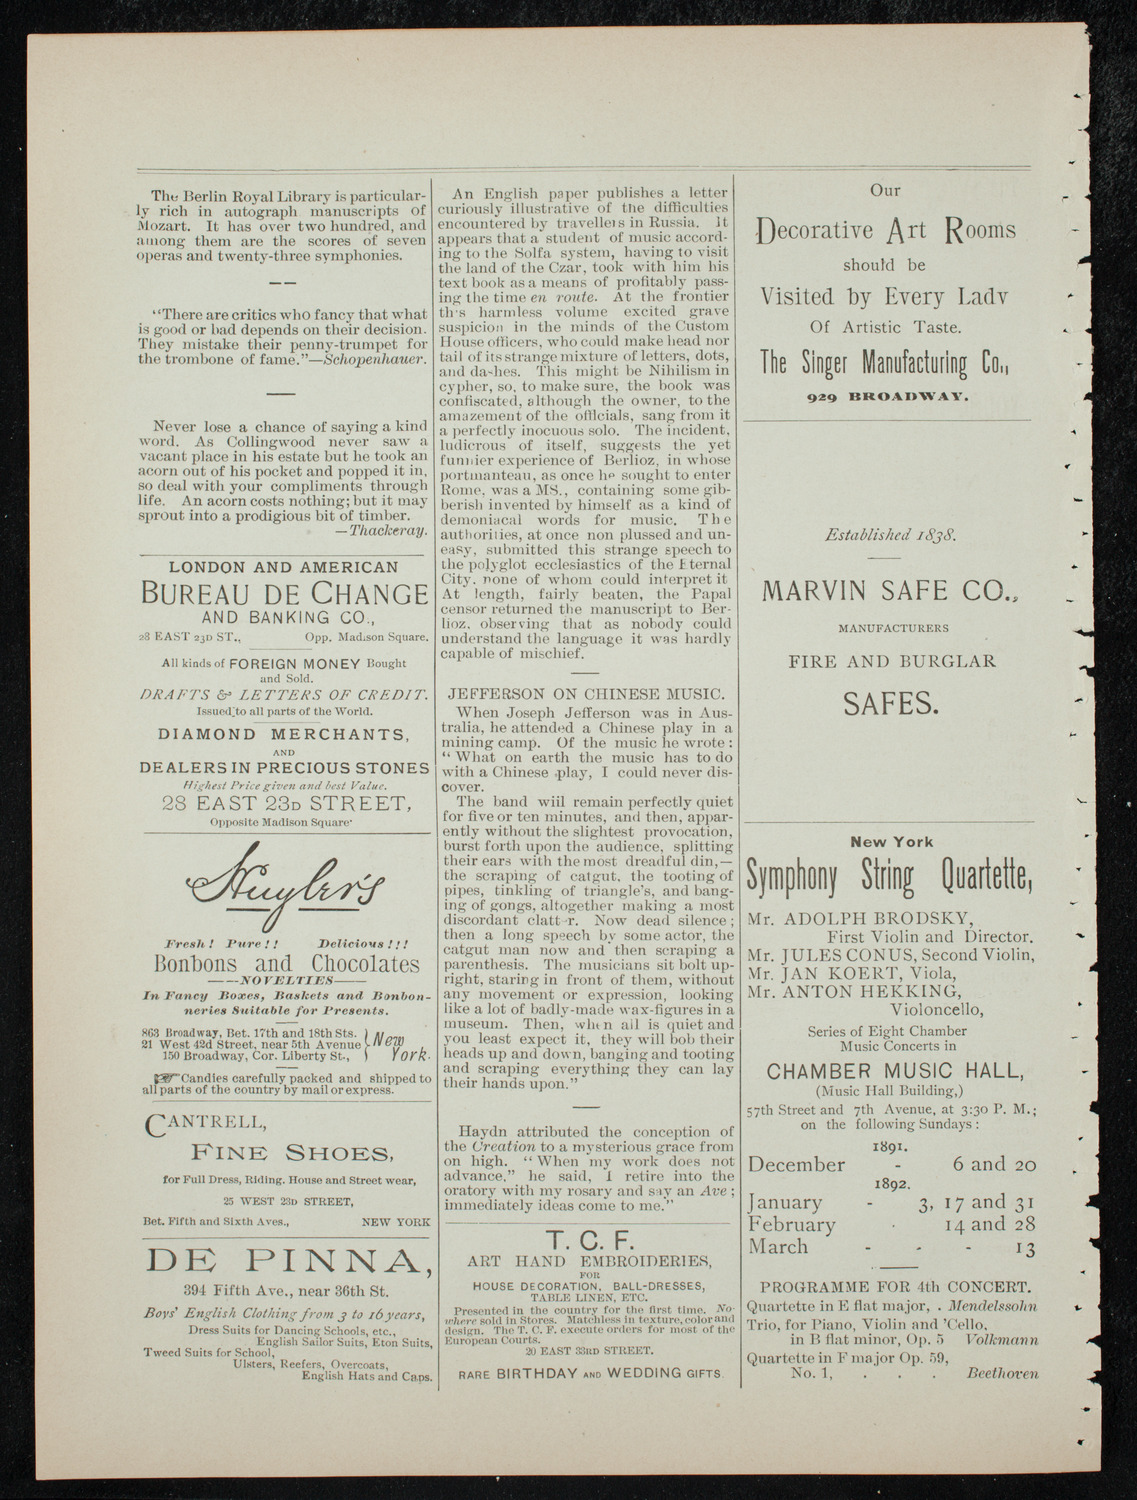 The Berlin Royal Library is particular-
ly rich in autograph manuscripts of
Mozart. It has over two hundred, and
among them are the scores of seven
operas and twenty-three symphonies.
“There are critics who fancy that what
is good or bad depends on their decision.
They mistake their penny-trumpet for
the trombone of fame.”—Schopenhauer.
Never lose a chance of saying a kind
word. As Collingwood never saw a
vacant place in his estate but he took an
acorn out of his pocket and popped it in,
so deal with your compliments through
life. An acorn costs nothing; but it may
sprout into a prodigious bit of timber.
—Thackeray.
LONDON AND AMERICAN
BUREAU DE CHANGE
AND BANKING CO.,
28 EAST 23D ST., Opp. Madison Square.
All kinds of FOREIGN MONEY Bought
and Sold.
DRAFTS & LETTERS OF CREDIT.
Issued to all parts of the World.
DIAMOND MERCHANTS,
AND
DEALERS IN PRECIOUS STONES
Highest Price given and best Value.
28 EAST 23D STREET,
Opposite Madison Square·
Huyler's
Fresh! Pure!! Delicious!!!
Bonbons and Chocolates
——NOVELTIES——
In Fancy Boxes, Baskets and Bonbon-
neries Suitable for Presents.
863 Broadway, Bet. 17th and 18th Sts.
21 West 42d Street, near 5th Avenue
150 Broadway, Cor. Liberty St.,
New
York.
☞ Candies carefully packed and shipped to
all parts of the country by mail or express.
CANTRELL,
FINE SHOES,
for Full Dress, Riding. House and Street wear,
25 WEST 23D STREET,
Bet. Fifth and Sixth Aves., NEW YORK
DE PINNA,
394 Fifth Ave., near 36th St.
Boys' English Clothing from 3 to 16 years,
Dress Suits for Dancing Schools, etc.,
English Sailor Suits, Eton Suits,
Tweed Suits for School,
Ulsters, Reefers, Overcoats,
English Hats and Caps.
An English paper publishes a letter
curiously illustrative of the difficulties
encountered by travellers in Russia. It
appears that a student of music accord-
ing to the Solfa system, having to visit
the land of the Czar, took with him his
text book as a means of profitably pass-
ing the time en route. At the frontier
th's harmless volume excited grave
suspicion in the minds of the Custom
House officers, who could make head nor
tail of its strange mixture of letters, dots,
and dashes. This might be Nihilism in
cypher, so, to make sure, the book was
confiscated, although the owner, to the
amazement of the officials, sang from it
a perfectly inocuous solo. The incident,
ludicrous of itself, suggests the yet
funnier experience of Berlioz, in whose
portmanteau, as once he sought to enter
Rome, was a MS., containing some gib-
berish invented by himself as a kind of
demoniacal words for music. The
authorities, at once non plussed and un-
easy, submitted this strange speech to
the polyglot ecclesiastics of the Eternal
City, none of whom could interpret it
At length, fairly beaten, the Papal
censor returned the manuscript to Ber-
lioz, observing that as nobody could
understand the language it was hardly
capable of mischief.
JEFFERSON ON CHINESE MUSIC.
When Joseph Jefferson was in Aus-
tralia, he attended a Chinese play in a
mining camp. Of the music he wrote:
“What on earth the music has to do
with a Chinese play, I could never dis-
cover.
The band will remain perfectly quiet
for five or ten minutes, and then, appar-
ently without the slightest provocation,
burst forth upon the audience, splitting
their ears with the most dreadful din,—
the scraping of catgut, the tooting of
pipes, tinkling of triangle's, and bang-
ing of gongs, altogether making a most
discordant clatter. Now dead silence;
then a long speech by some actor, the
catgut man now and then scraping a
parenthesis. The musicians sit bolt up-
right, staring in front of them, without
any movement or expression, looking
like a lot of badly-made wax-figures in a
museum. Then, when all is quiet and
you least expect it, they will bob their
heads up and down, banging and tooting
and scraping everything they can lay
their hands upon.”
Haydn attributed the conception of
the Creation to a mysterious grace from
on high. “When my work does not
advance,” he said, I retire into the
oratory with my rosary and say an Ave;
immediately ideas come to me.”
T. C. F.
ART HAND EMBROIDERIES,
FOR
HOUSE DECORATION, BALL-DRESSES,
TABLE LINEN, ETC.
Presented in the country for the first time. No-
where sold in Stores. Matchless in texture, color and
design. The T. C. F. execute orders for most of the
European Courts.
20 EAST 33RD STREET.
RARE BIRTHDAY AND WEDDING GIFTS.
Our
Decorative Art Rooms
should be
Visited by Every Lady
Of Artistic Taste.
The Singer Manufacturing Co.,
929 BROADWAY.
Established 1838.
MARVIN SAFE CO.,
MANUFACTURERS
FIRE AND BURGLAR
SAFES.
New York
Symphony String Quartette,
Mr. ADOLPH BRODSKY,
First Violin and Director.
Mr. JULES CONUS, Second Violin,
Mr. JAN KOERT, Viola,
Mr. ANTON HEKKING,
Violoncello,
Series of Eight Chamber
Music Concerts in
CHAMBER MUSIC HALL,
(Music Hall Building,)
57th Street and 7th Avenue, at 3:30 P. M.;
on the following Sundays:
1891.
December - 6 and 20
1892.
January - 3, 17 and 31
February · 14 and 28
March - - - 13
PROGRAMME FOR 4th CONCERT.
Quartette in E flat major, . Mendelssohn
Trio, for Piano, Violin and 'Cello,
in B flat minor, Op. 5 Volkmann
Quartette in F major Op. 59,
No. 1, . . . Beethoven